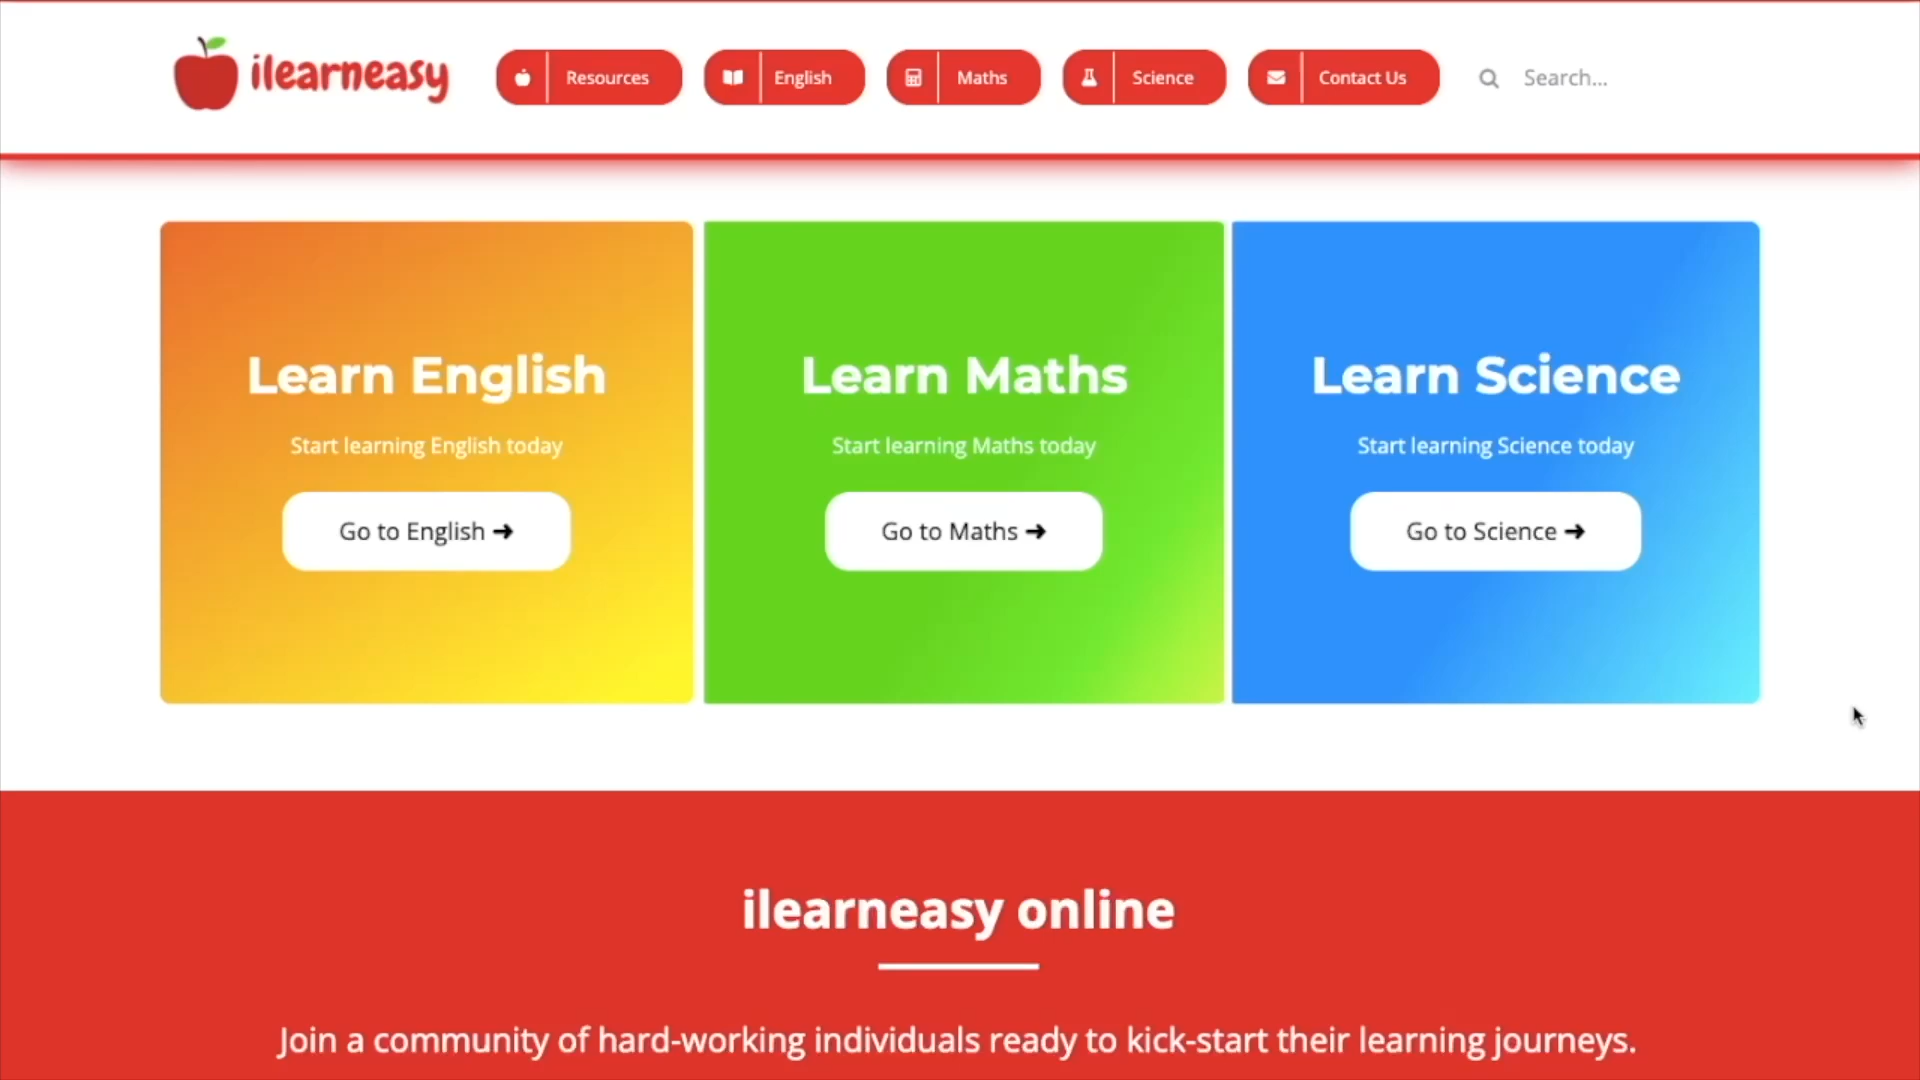 ilearneasy
Resources
English
Maths
Science
Contact Us
Search...
Learn English
Start learning English today
Go to English ➜
Learn Maths
Start learning Maths today
Go to Maths ➜
Learn Science
Start learning Science today
Go to Science ➜
ilearneasy online
Join a community of hard-working individuals ready to kick-start their learning journeys.